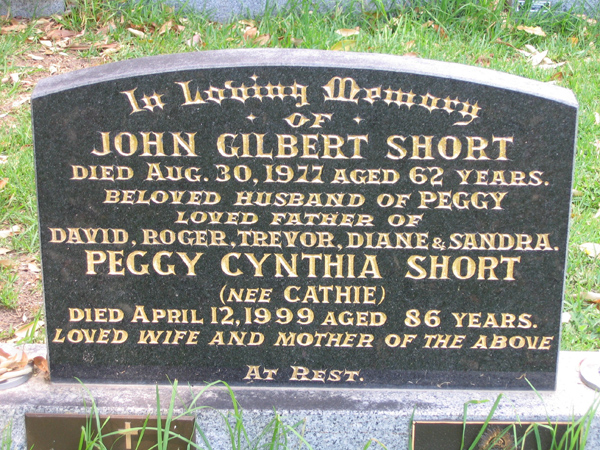 In Loving Memory
OF
JOHN GILBERT SHORT
DIED AUG. 30, 1977 AGED 62 YEARS.
BELOVED HUSBAND OF PEGGY
LOVED FATHER OF
DAVID, ROGER, TREVOR, DIANE & SANDRA.
PEGGY CYNTHIA SHORT
(NEE CATHIE)
DIED APRIL 12, 1999 AGED 86 YEARS.
LOVED WIFE AND MOTHER OF THE ABOVE
AT REST.